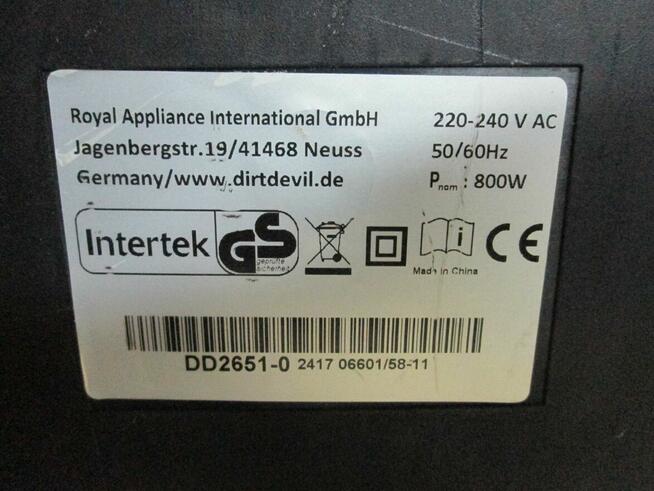 Royal Appliance International GmbH
Jagenbergstr.19/41468 Neuss
Germany/www.dirtdevil.de
220-240 V AC
50/60Hz
Pnom : 800W
Intertek
GS
geprüfte
sicherheit
i
CE
Made in China
DD2651-0 2417 06601/58-11